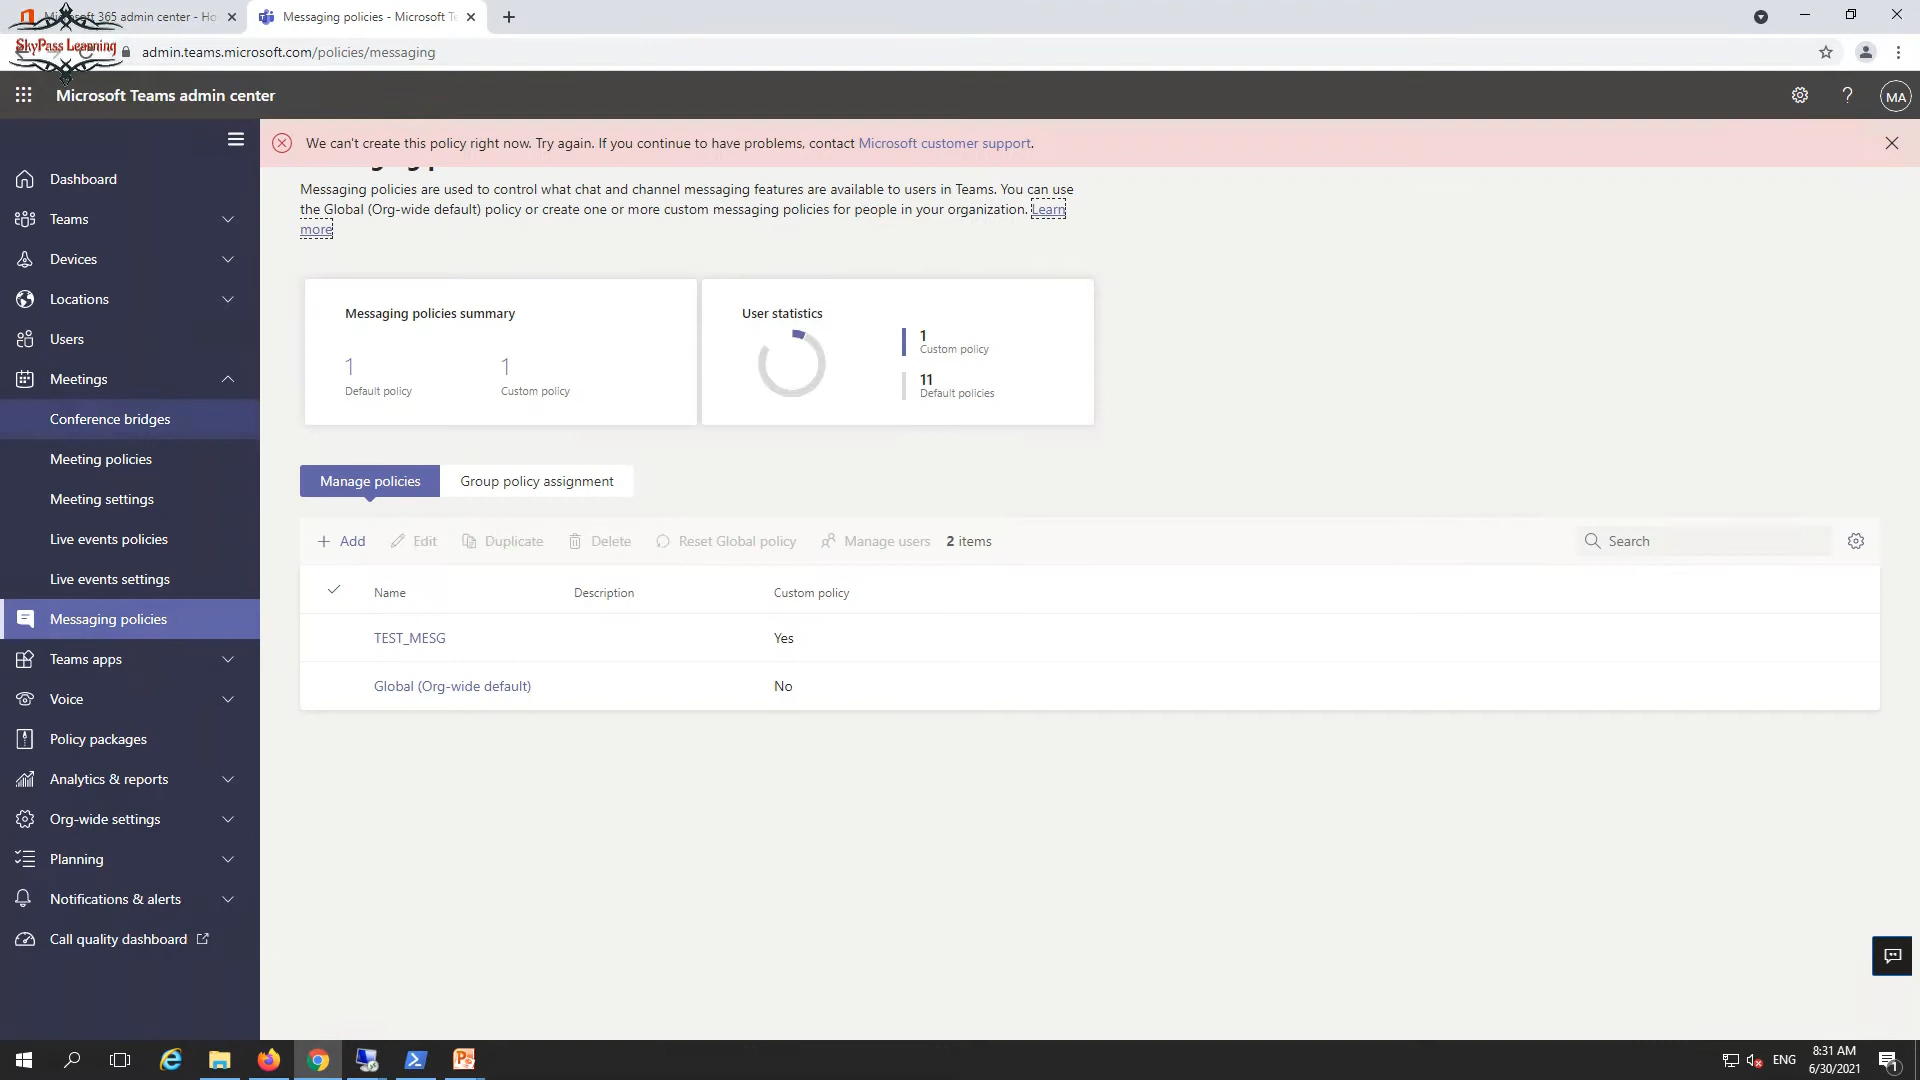 Microsoft 365 admin center - Ho
Messaging policies - Microsoft Te
SkyPass Learning
admin.teams.microsoft.com/policies/messaging
Microsoft Teams admin center
MA
We can't create this policy right now. Try again. If you continue to have problems, contact Microsoft customer support.
Messaging policies are used to control what chat and channel messaging features are available to users in Teams. You can use
the Global (Org-wide default) policy or create one or more custom messaging policies for people in your organization. Learn
more
Dashboard
Teams
Devices
Locations
Users
Meetings
Conference bridges
Meeting policies
Meeting settings
Live events policies
Live events settings
Messaging policies
Teams apps
Voice
Policy packages
Analytics & reports
Org-wide settings
Planning
Notifications & alerts
Call quality dashboard
Messaging policies summary
1
Default policy
1
Custom policy
User statistics
1
Custom policy
11
Default policies
Manage policies
Group policy assignment
Add
Edit
Duplicate
Delete
Reset Global policy
Manage users
2 items
Search
Name
Description
Custom policy
TEST_MESG
Yes
Global (Org-wide default)
No
ENG
8:31 AM
6/30/2021
1